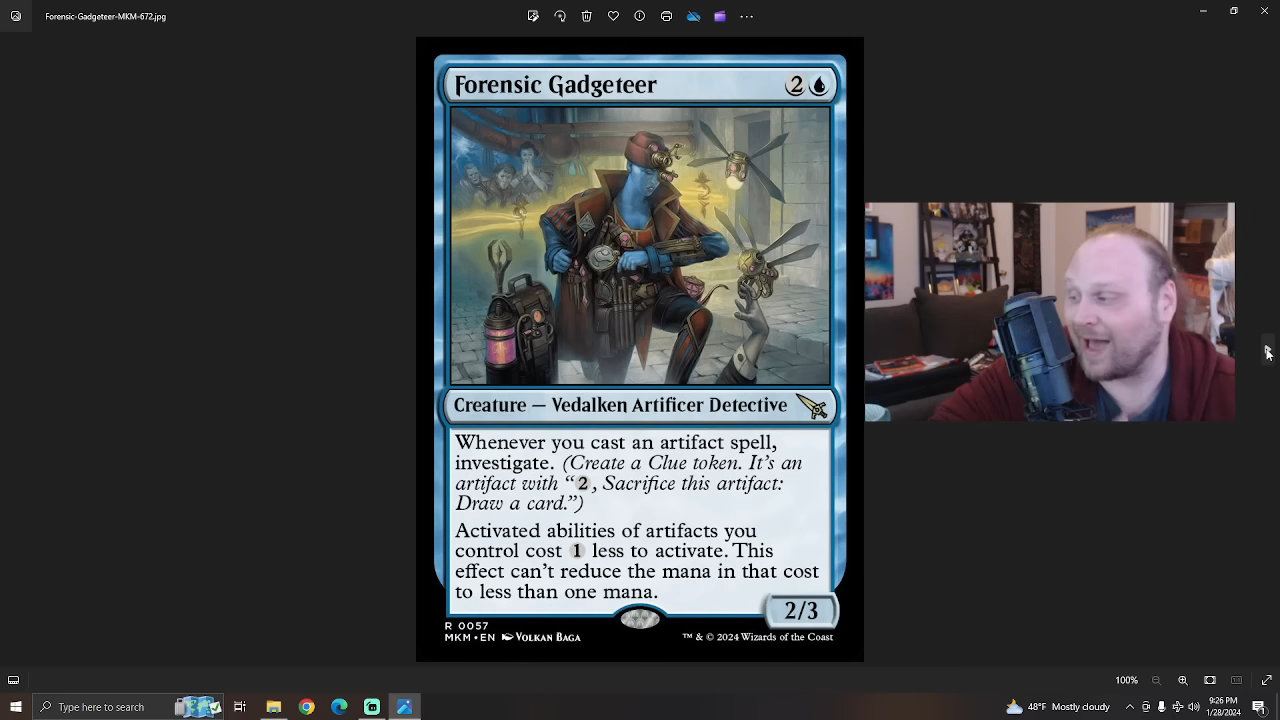 Forensic-Gadgeteer-MKM-672.jpg
Forensic Gadgeteer 2
Creature — Vedalken Artificer Detective
Whenever you cast an artifact spell,
investigate. (Create a Clue token. It's an
artifact with “2, Sacrifice this artifact:
Draw a card.”)
Activated abilities of artifacts you
control cost 1 less to activate. This
effect can't reduce the mana in that cost
to less than one mana.
2/3
R 0057
MKM • EN VOLKAN BAGA
™ & © 2024 Wizards of the Coast
100%
Type here to search
48°F Mostly cloudy
9:26 PM
1/28/2024